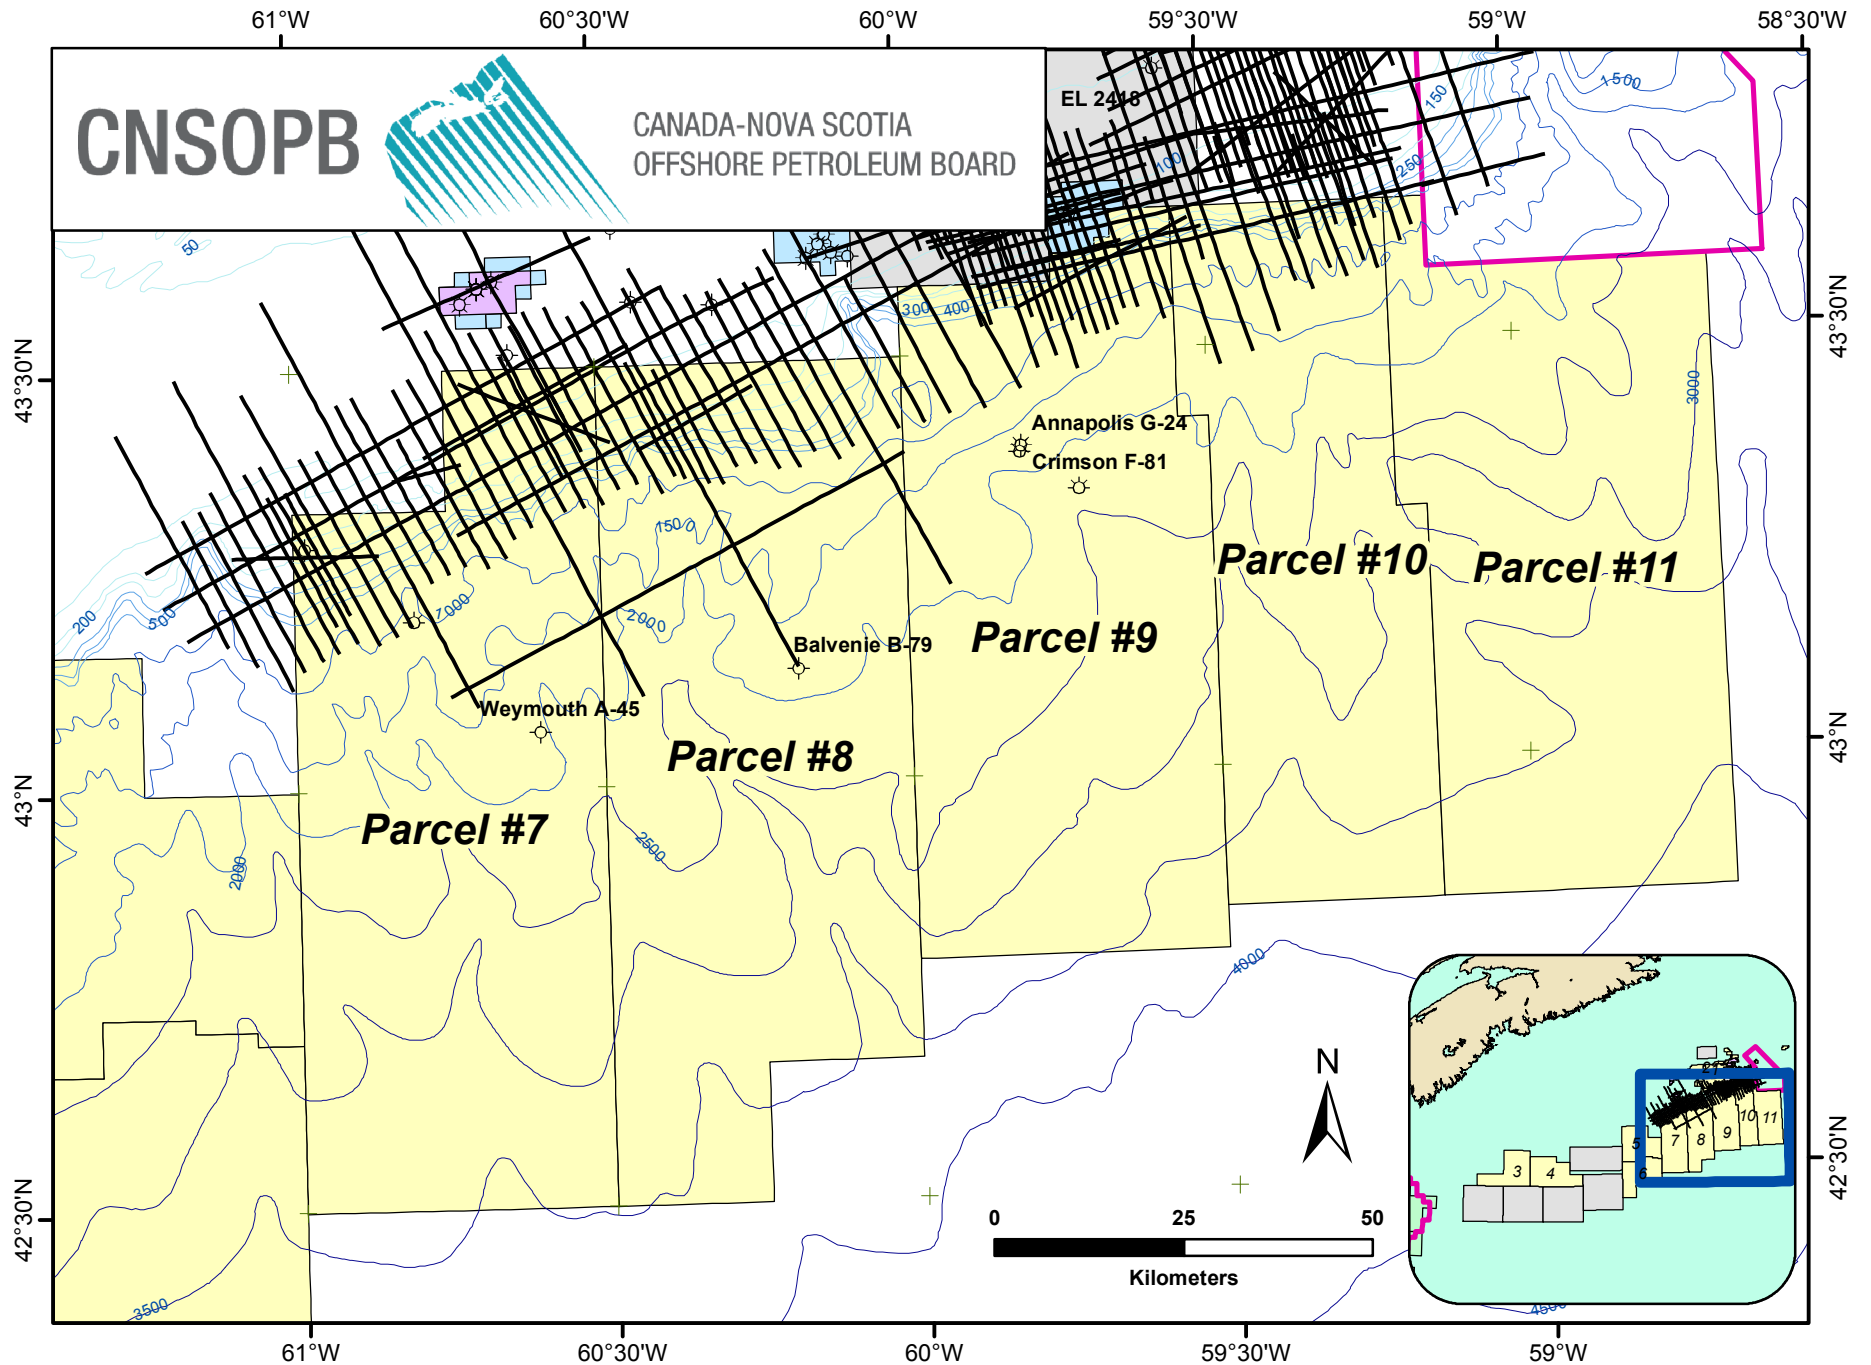 61°W
60°30'W
60°W
59°30'W
59°W
58°30'W
CNSOPB
CANADA-NOVA SCOTIA
OFFSHORE PETROLEUM BOARD
EL 2418
1500
150
100
250
50
300
400
43°30'N
43°30'N
3000
Annapolis G-24
Crimson F-81
1500
Parcel #10
Parcel #11
200
500
1000
2000
Parcel #9
Balvenie B-79
Weymouth A-45
Parcel #8
43°N
43°N
Parcel #7
2500
2000
4000
N
10
11
9
8
7
5
6
3
4
42°30'N
42°30'N
0
25
50
Kilometers
3500
4500
61°W
60°30'W
60°W
59°30'W
59°W